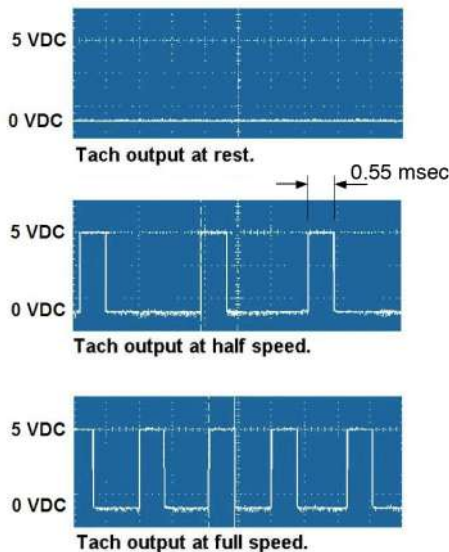 5 VDC
0 VDC
Tach output at rest.
0.55 msec
5 VDC
0 VDC
Tach output at half speed.
5 VDC
0 VDC
Tach output at full speed.